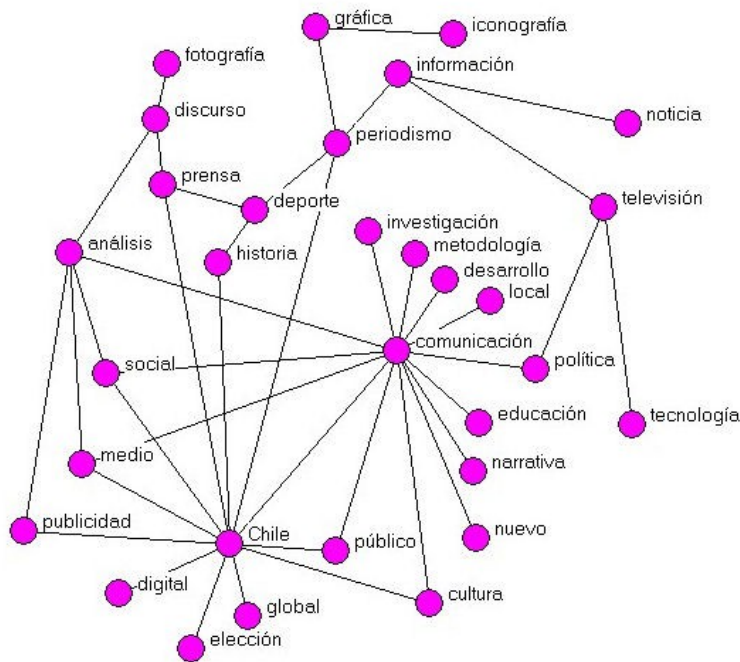 gráfica
iconografía
fotografía
información
discurso
noticia
periodismo
prensa
televisión
deporte
investigación
análisis
historia
metodología
desarrollo
local
comunicación
social
política
educación
tecnología
medio
narrativa
publicidad
Chile
público
nuevo
digital
cultura
global
elección